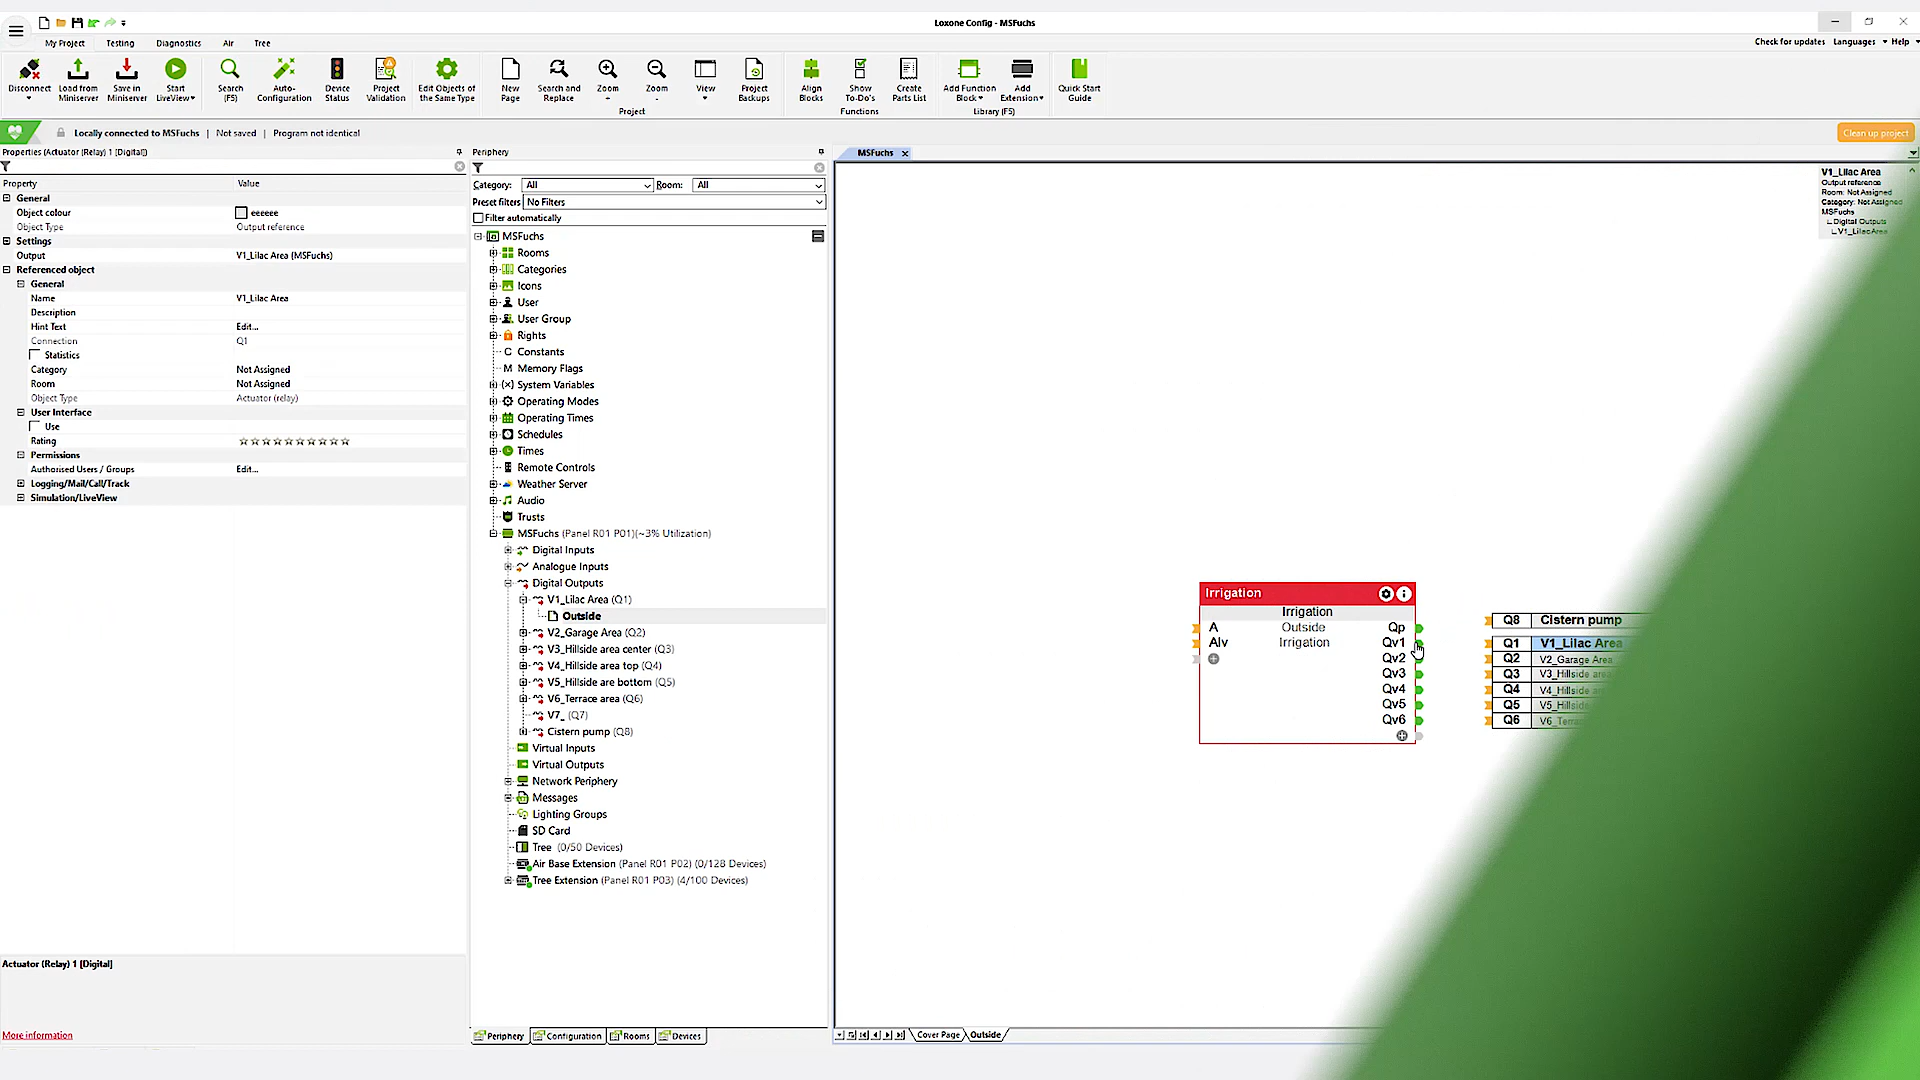 Loxone Config - MSFuchs
My Project Testing Diagnostics Air Tree
Check for updates Languages Help
Disconnect
Load from Miniserver
Save in Miniserver
Start LiveView
Search (F5)
Auto-Configuration
Device Status
Project Validation
Edit Objects of the Same Type
New Page
Search and Replace
Zoom +
Zoom -
View
Project Backups
Align Blocks
Show To-Do's
Create Parts List
Add Function Block
Add Extension
Quick Start Guide
Project
Functions
Library (F5)
Locally connected to MSFuchs | Not saved | Program not identical
Clean up project
Properties (Actuator (Relay) 1 [Digital])
Property Value
General
Object colour eeeeee
Object Type Output reference
Settings
Output V1_Lilac Area (MSFuchs)
Referenced object
General
Name V1_Lilac Area
Description
Hint Text Edit...
Connection Q1
Statistics
Category Not Assigned
Room Not Assigned
Object Type Actuator (relay)
User Interface
Use
Rating
Permissions
Authorised Users / Groups Edit...
Logging/Mail/Call/Track
Simulation/LiveView
Actuator (Relay) 1 [Digital]
More information
Periphery
Category: All Room: All
Preset filters No Filters
Filter automatically
MSFuchs
Rooms
Categories
Icons
User
User Group
Rights
C Constants
M Memory Flags
(x) System Variables
Operating Modes
Operating Times
Schedules
Times
Remote Controls
Weather Server
Audio
Trusts
MSFuchs (Panel R01 P01)(~3% Utilization)
Digital Inputs
Analogue Inputs
Digital Outputs
V1_Lilac Area (Q1)
Outside
V2_Garage Area (Q2)
V3_Hillside area center (Q3)
V4_Hillside area top (Q4)
V5_Hillside are bottom (Q5)
V6_Terrace area (Q6)
V7_ (Q7)
Cistern pump (Q8)
Virtual Inputs
Virtual Outputs
Network Periphery
Messages
Lighting Groups
SD Card
Tree (0/50 Devices)
Air Base Extension (Panel R01 P02) (0/128 Devices)
Tree Extension (Panel R01 P03) (4/100 Devices)
Periphery Configuration Rooms Devices
MSFuchs
V1_Lilac Area
Output reference
Room: Not Assigned
Category: Not Assigned
MSFuchs
Digital Outputs
V1_Lilac Area
Irrigation
Irrigation
A Outside Qp
AIv Irrigation Qv1
Qv2
Qv3
Qv4
Qv5
Qv6
Q8 Cistern pump
Q1 V1_Lilac Area
Q2 V2_Garage Area
Q3 V3_Hillside area
Q4 V4_Hillside
Q5 V5_Hillside
Q6 V6_
Cover Page Outside